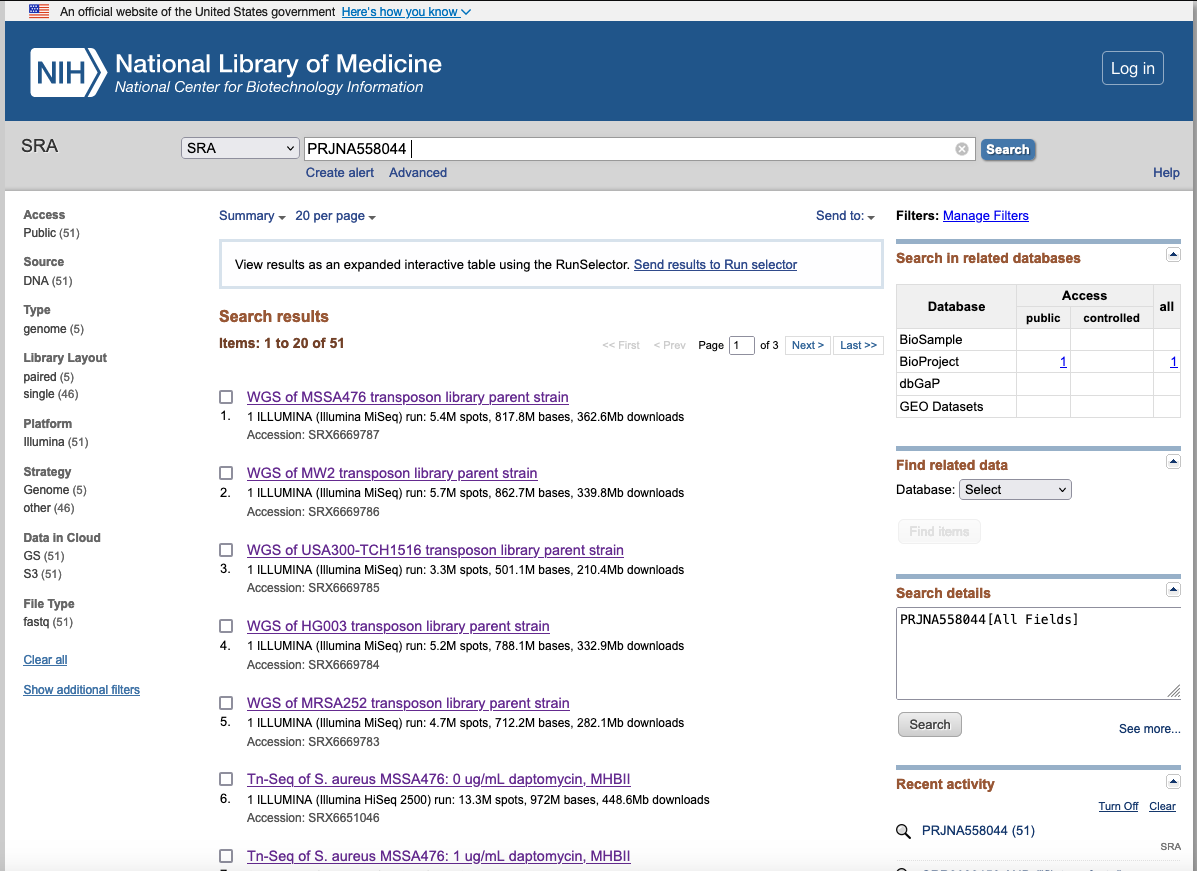 An official website of the United States government Here's how you know
NIH National Library of Medicine
National Center for Biotechnology Information
Log in
SRA
SRA
PRJNA558044
Search
Create alert Advanced
Help
Access
Public (51)
Source
DNA (51)
Type
genome (5)
Library Layout
paired (5)
single (46)
Platform
Illumina (51)
Strategy
Genome (5)
other (46)
Data in Cloud
GS (51)
S3 (51)
File Type
fastq (51)
Clear all
Show additional filters
Summary 20 per page Send to:
View results as an expanded interactive table using the RunSelector. Send results to Run selector
Search results
Items: 1 to 20 of 51
<< First < Prev Page 1 of 3 Next > Last >>
WGS of MSSA476 transposon library parent strain
1. 1 ILLUMINA (Illumina MiSeq) run: 5.4M spots, 817.8M bases, 362.6Mb downloads
Accession: SRX6669787
WGS of MW2 transposon library parent strain
2. 1 ILLUMINA (Illumina MiSeq) run: 5.7M spots, 862.7M bases, 339.8Mb downloads
Accession: SRX6669786
WGS of USA300-TCH1516 transposon library parent strain
3. 1 ILLUMINA (Illumina MiSeq) run: 3.3M spots, 501.1M bases, 210.4Mb downloads
Accession: SRX6669785
WGS of HG003 transposon library parent strain
4. 1 ILLUMINA (Illumina MiSeq) run: 5.2M spots, 788.1M bases, 332.9Mb downloads
Accession: SRX6669784
WGS of MRSA252 transposon library parent strain
5. 1 ILLUMINA (Illumina MiSeq) run: 4.7M spots, 712.2M bases, 282.1Mb downloads
Accession: SRX6669783
Tn-Seq of S. aureus MSSA476: 0 ug/mL daptomycin, MHBII
6. 1 ILLUMINA (Illumina HiSeq 2500) run: 13.3M spots, 972M bases, 448.6Mb downloads
Accession: SRX6651046
Tn-Seq of S. aureus MSSA476: 1 ug/mL daptomycin, MHBII
Filters: Manage Filters
Search in related databases
Database Access all
public controlled
BioSample
BioProject 1 1
dbGaP
GEO Datasets
Find related data
Database: Select
Find items
Search details
PRJNA558044[All Fields]
Search
See more...
Recent activity
Turn Off Clear
PRJNA558044 (51)
SRA